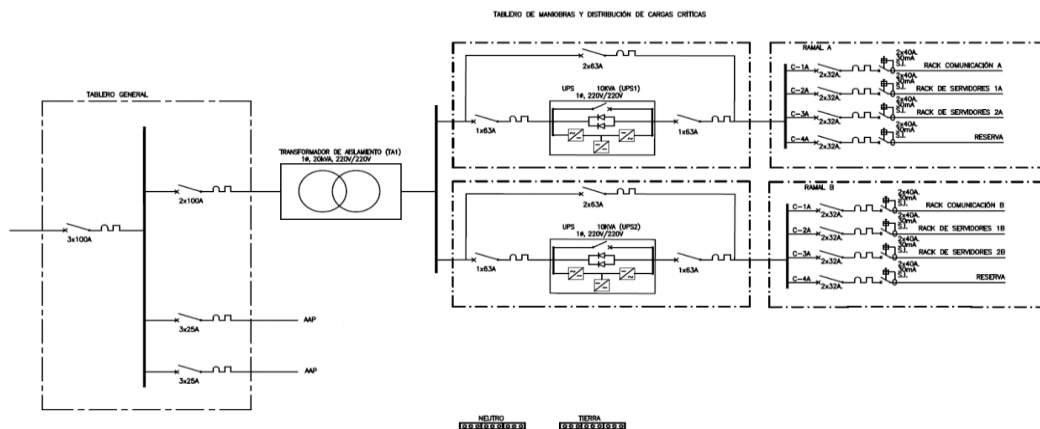 TABLERO DE MANIOBRAS Y DISTRIBUCIÓN DE CARGAS CRÍTICAS
TABLERO GENERAL
3x100A
2x100A
3x25A
AAP
3x25A
AAP
TRANSFORMADOR DE AISLAMIENTO (TA1)
1ø, 20kVA, 220V/220V
2x63A
UPS 10KVA (UPS1)
1ø, 220V/220V
1x63A
1x63A
2x63A
UPS 10KVA (UPS2)
1ø, 220V/220V
1x63A
1x63A
RAMAL A
2x40A.
30mA
S.I.
C-1A
2x32A.
RACK COMUNICACIÓN A
2x40A.
30mA
S.I.
C-2A
2x32A.
RACK DE SERVIDORES 1A
2x40A.
30mA
S.I.
C-3A
2x32A.
RACK DE SERVIDORES 2A
2x40A.
30mA
S.I.
C-4A
2x32A.
RESERVA
RAMAL B
2x40A.
30mA
S.I.
C-1A
2x32A.
RACK COMUNICACIÓN B
2x40A.
30mA
S.I.
C-2A
2x32A.
RACK DE SERVIDORES 1B
2x40A.
30mA
S.I.
C-3A
2x32A.
RACK DE SERVIDORES 2B
2x40A.
30mA
S.I.
C-4A
2x32A.
RESERVA
NEUTRO
TIERRA